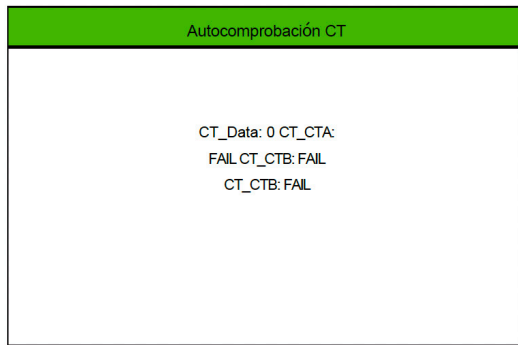 Autocomprobación CT
CT_Data: 0 CT_CTA:
FAIL CT_CTB: FAIL
CT_CTB: FAIL